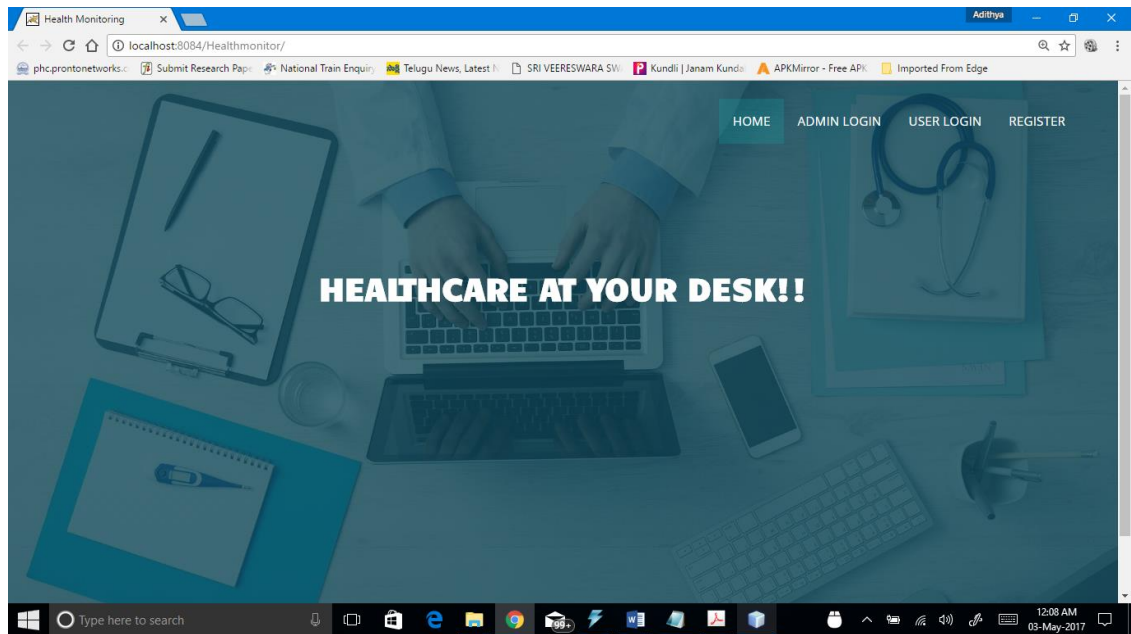 Health Monitoring
Adithya
localhost:8084/Healthmonitor/
phc.prontonetworks.c Submit Research Pape National Train Enquiry Telugu News, Latest N SRI VEERESWARA SW Kundli | Janam Kunda APKMirror - Free APK Imported From Edge
HOME ADMIN LOGIN USER LOGIN REGISTER
HEALTHCARE AT YOUR DESK!!
Type here to search
99+
12:08 AM
03-May-2017